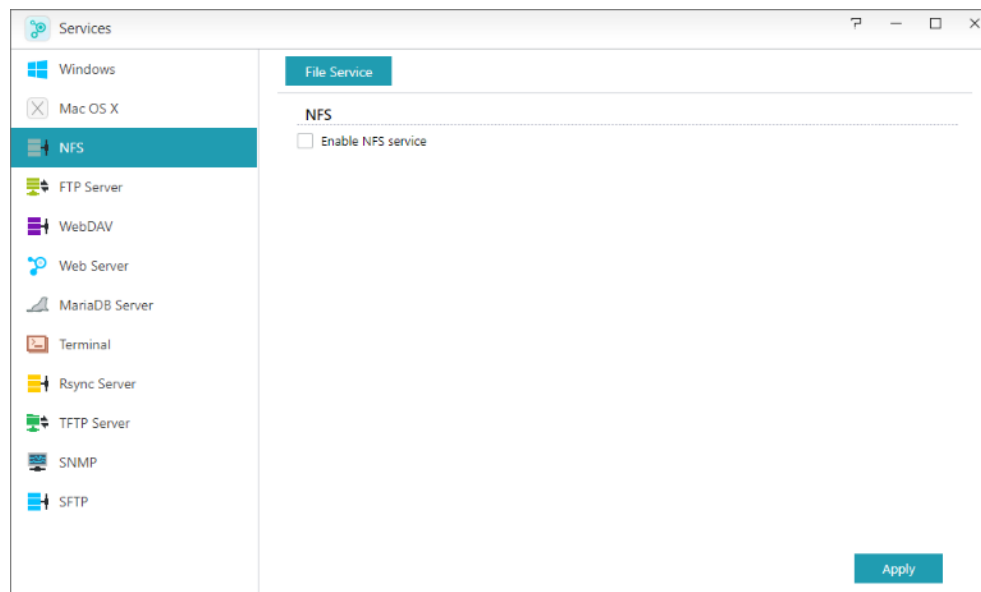 Services
Windows
Mac OS X
NFS
FTP Server
WebDAV
Web Server
MariaDB Server
Terminal
Rsync Server
TFTP Server
SNMP
SFTP
File Service
NFS
Enable NFS service
Apply